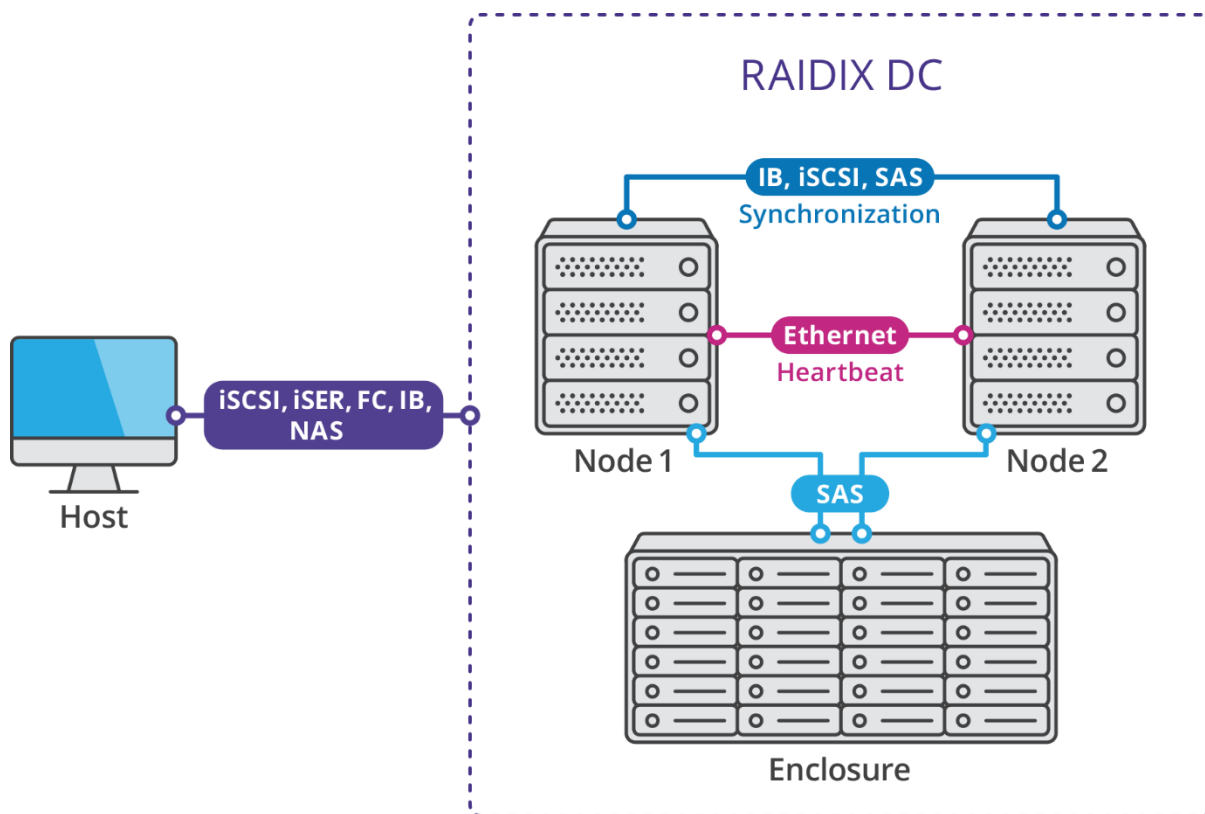 RAIDIX DC
IB, iSCSI, SAS
Synchronization
Ethernet
Heartbeat
iSCSI, iSER, FC, IB,
NAS
Host
Node 1
Node 2
SAS
Enclosure